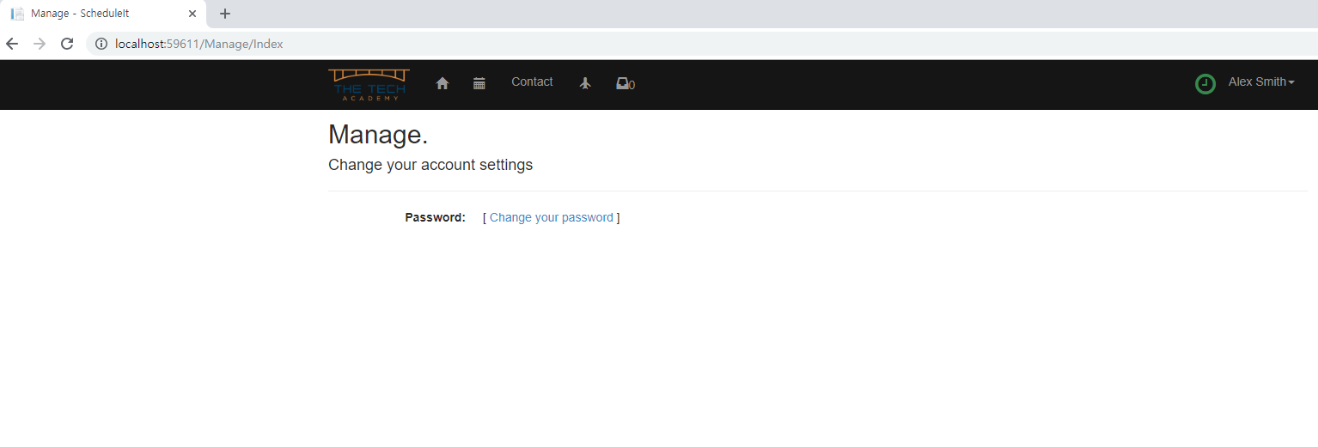 Manage - ScheduleIt
localhost:59611/Manage/Index
THE TECH
ACADEMY
Contact
0
Alex Smith
Manage.
Change your account settings
Password: [ Change your password ]